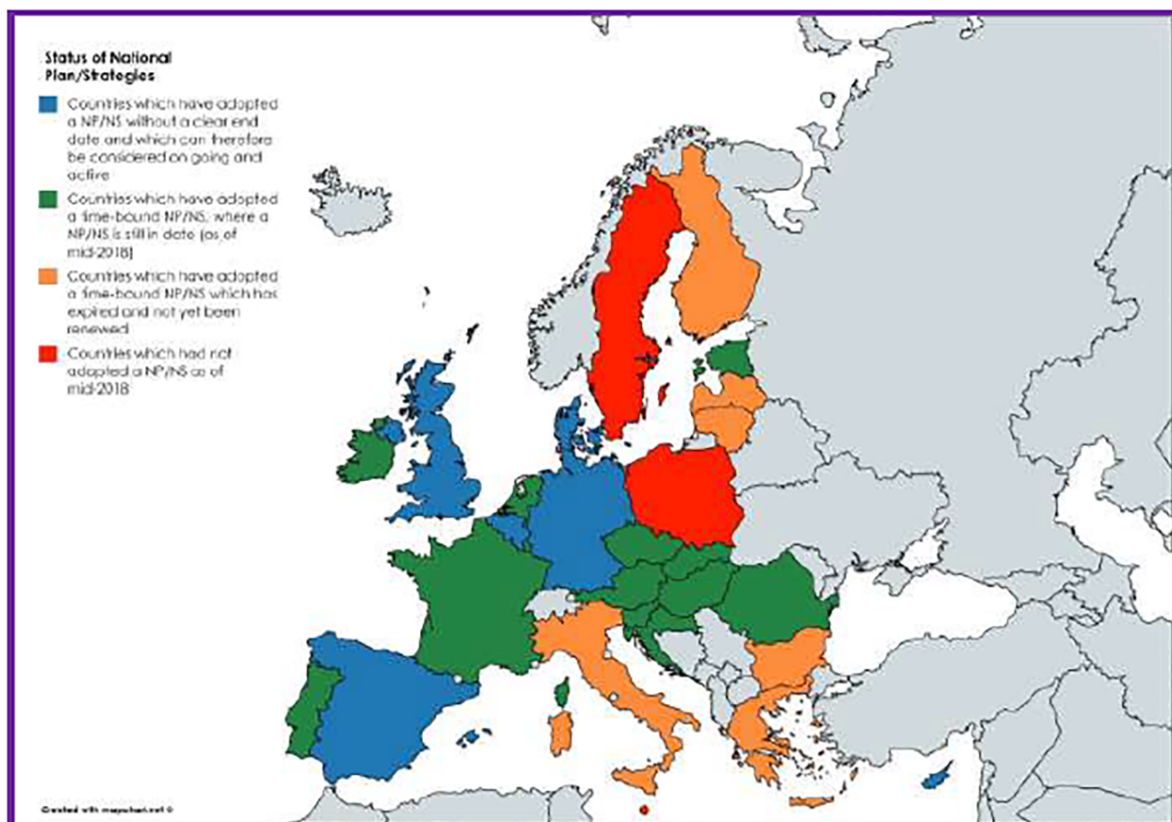 Status of National
Plan/Strategies
Countries which have adopted
a NP/NS without a clear end
date and which can therefore
be considered on going and
active
Countries which have adopted
a time-bound NP/NS, where a
NP/NS is still in date (as of
mid-2018)
Countries which have adopted
a time-bound NP/NS which has
expired and not yet been
renewed
Countries which had not
adopted a NP/NS as of
mid-2018
Created with mapchart.net ©